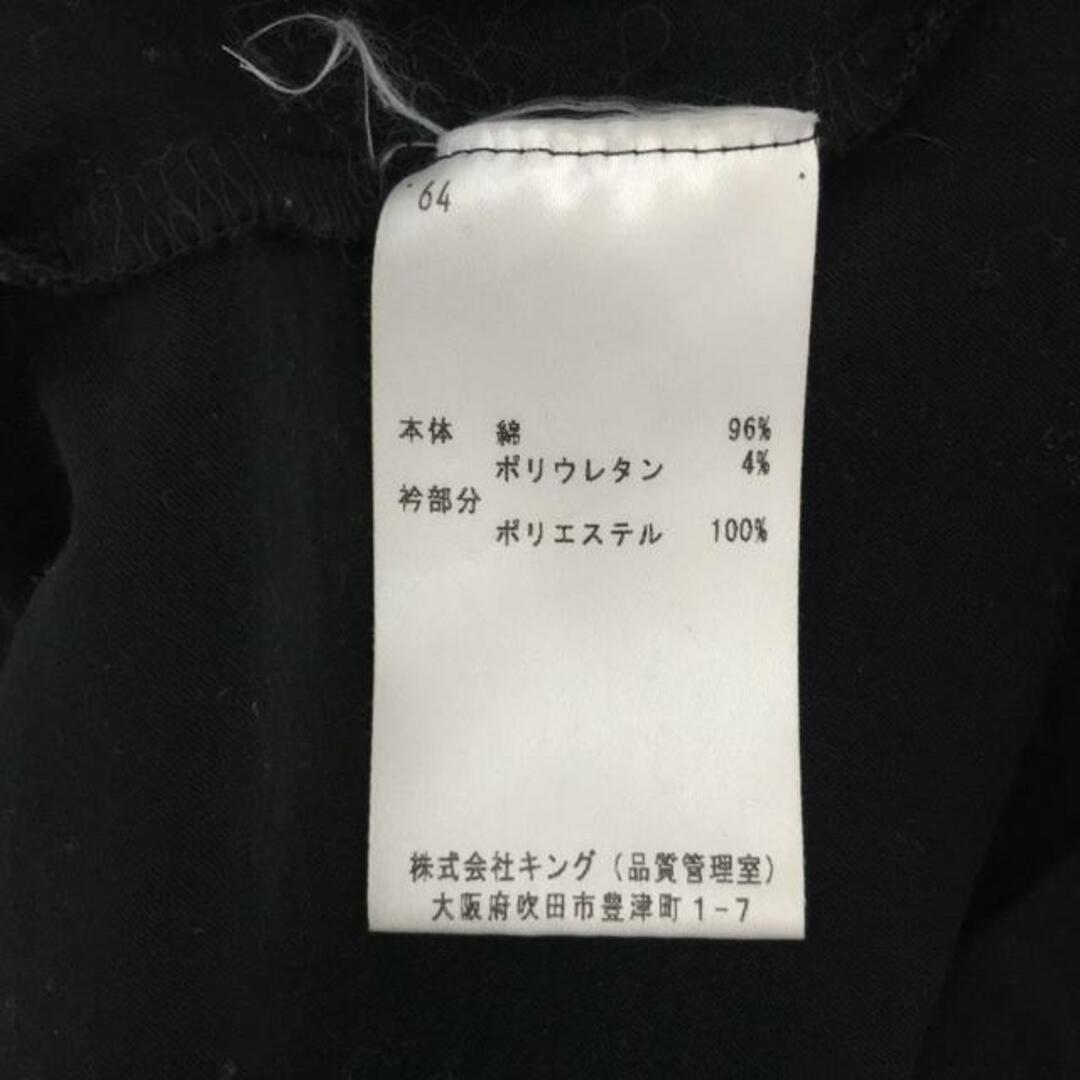 64
本体 綿 96%
ポリウレタン 4%
衿部分
ポリエステル 100%
株式会社キング(品質管理室)
大阪府吹田市豊津町1-7